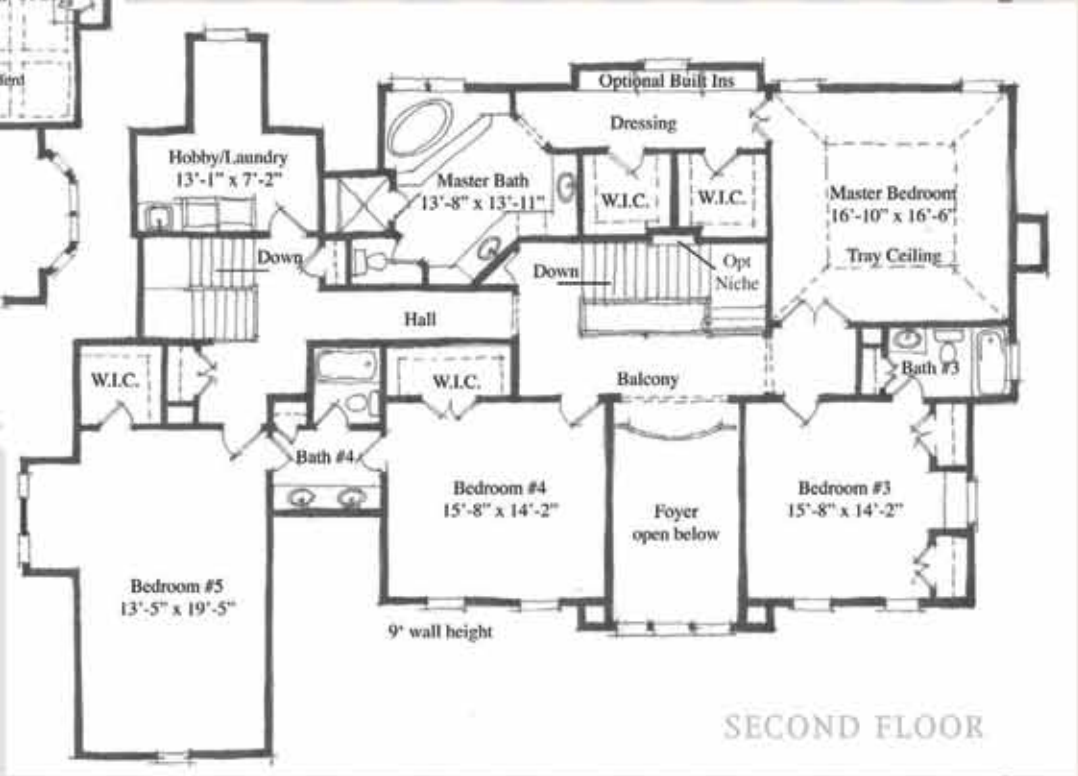 Optional Built Ins
Dressing
Hobby/Laundry
13'-1" x 7'-2"
Master Bath
13'-8" x 13'-11"
W.I.C.
W.I.C.
Master Bedroom
16'-10" x 16'-6"
Tray Ceiling
Down
Down
Opt
Niche
Hall
W.I.C.
W.I.C.
Balcony
Bath #3
Bath #4
Bedroom #4
15'-8" x 14'-2"
Foyer
open below
Bedroom #3
15'-8" x 14'-2"
Bedroom #5
13'-5" x 19'-5"
9' wall height
SECOND FLOOR